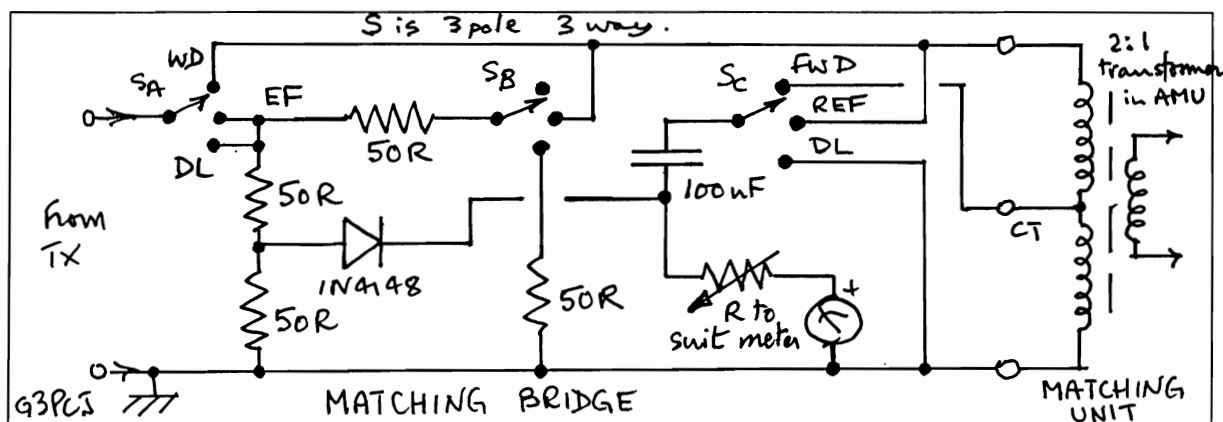 S is 3 pole 3 way.
SA
WD
EF
DL
50R
SB
SC
FWD
REF
DL
100nF
2:1
transformer
in AMU
From
TX
50R
1N4148
50R
50R
R to
suit meter
+
CT
G3PCJ
MATCHING BRIDGE
MATCHING
UNIT